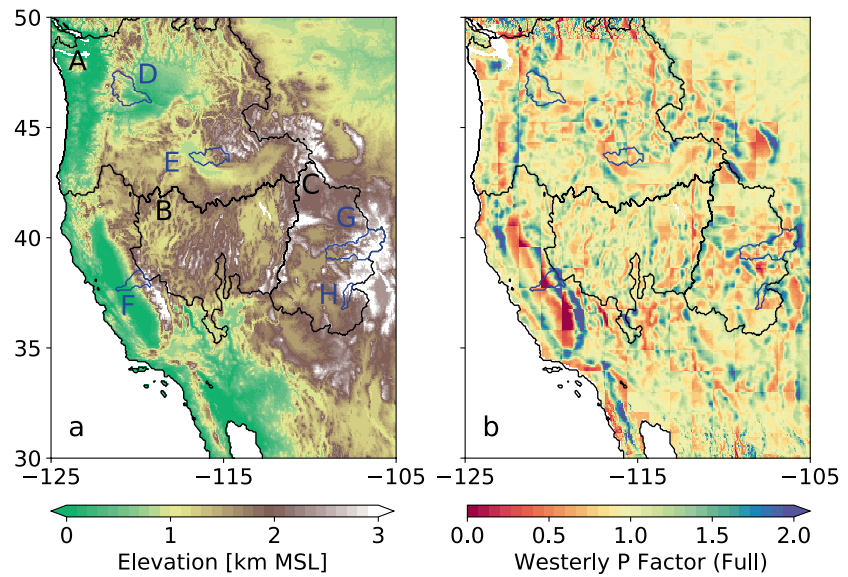 50
45
40
35
30
−125
−115
−105
A
D
E
B
C
G
F
H
a
0
1
2
3
Elevation [km MSL]
b
−125
−115
−105
0.0
0.5
1.0
1.5
2.0
Westerly P Factor (Full)